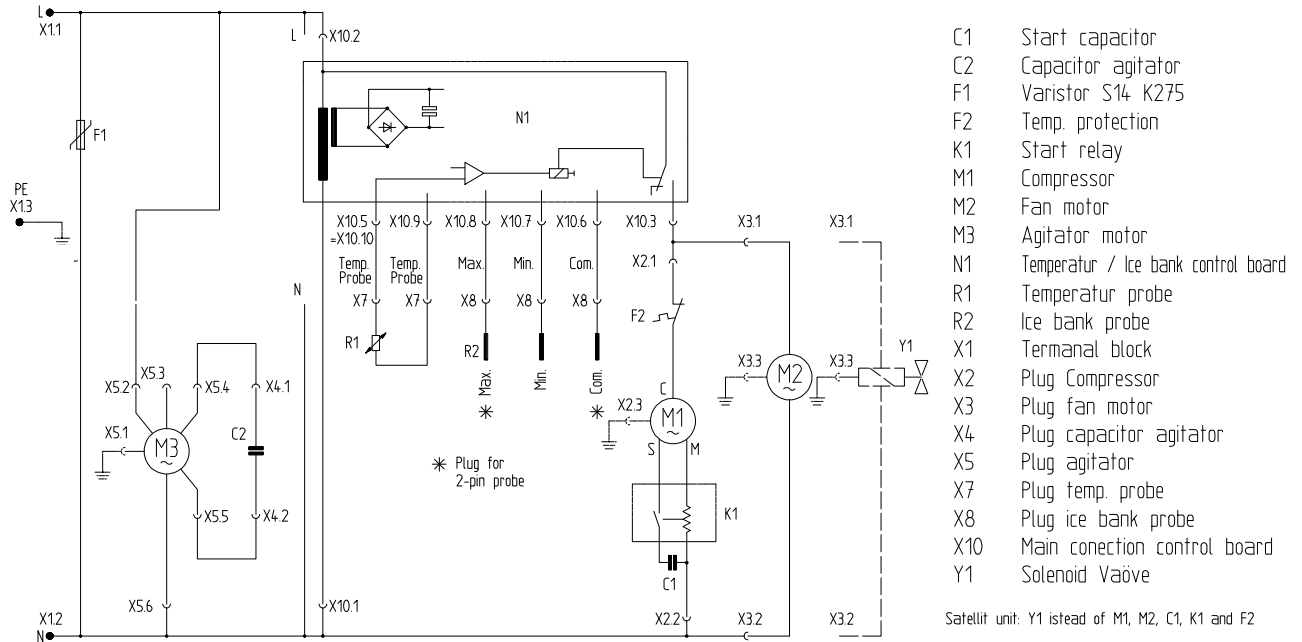 L
X1.1
L
X10.2
F1
N1
PE
X1.3
X10.5
=X10.10
X10.9
X10.8
X10.7
X10.6
X10.3
X3.1
X3.1
Temp.
Probe
Temp.
Probe
Max.
Min.
Com.
X2.1
N
X7
X7
X8
X8
X8
F2
R1
R2
Y1
X3.3
X3.3
M2
X5.3
X5.2
X5.4
X4.1
Max.
Min.
Com.
C
X2.3
M1
~
S
M
X5.1
M3
~
C2
* Plug for
2-pin probe
X5.5
X4.2
K1
C1
X5.6
X10.1
X1.2
N
X2.2
X3.2
X3.2
C1 Start capacitor
C2 Capacitor agitator
F1 Varistor S14 K275
F2 Temp. protection
K1 Start relay
M1 Compressor
M2 Fan motor
M3 Agitator motor
N1 Temperatur / Ice bank control board
R1 Temperatur probe
R2 Ice bank probe
X1 Termanal block
X2 Plug Compressor
X3 Plug fan motor
X4 Plug capacitor agitator
X5 Plug agitator
X7 Plug temp. probe
X8 Plug ice bank probe
X10 Main conection control board
Y1 Solenoid Vaöve
Satellit unit: Y1 istead of M1, M2, C1, K1 and F2